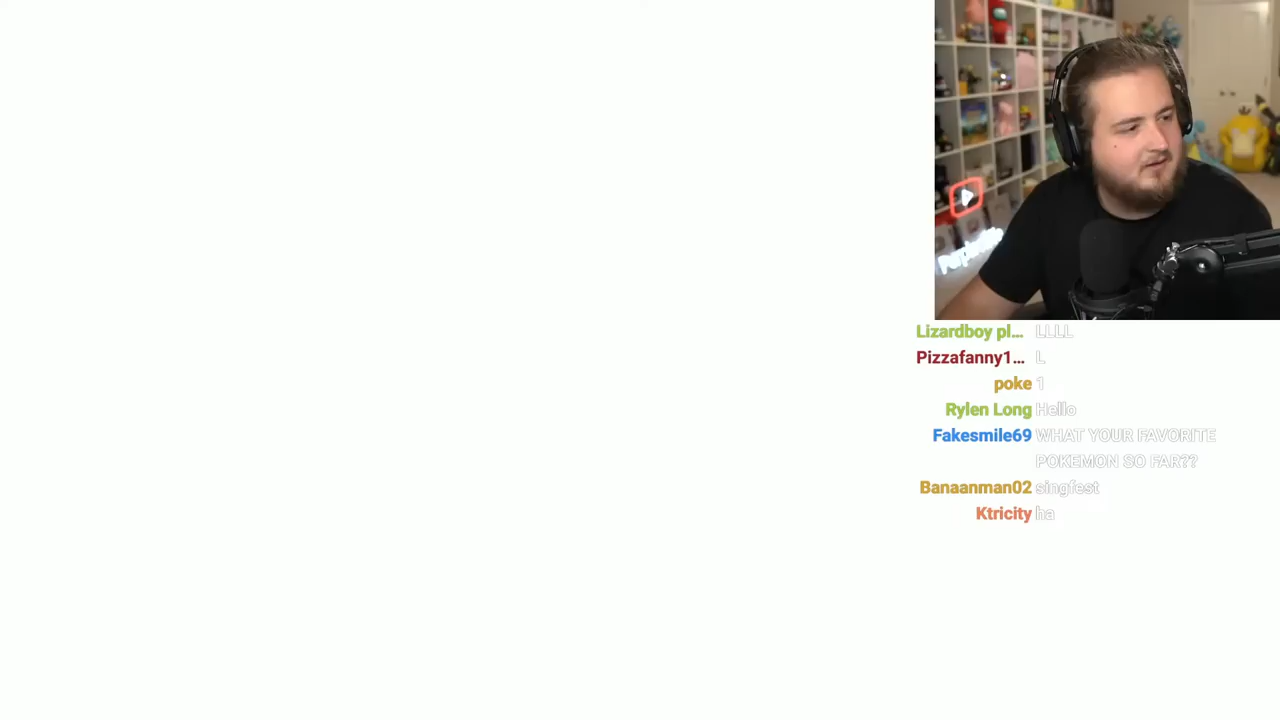 Lizardboy pl... LLLL
Pizzafanny1... L
poke 1
Rylen Long Hello
Fakesmile69 WHAT YOUR FAVORITE
POKEMON SO FAR??
Banaanman02 singfest
Ktricity ha